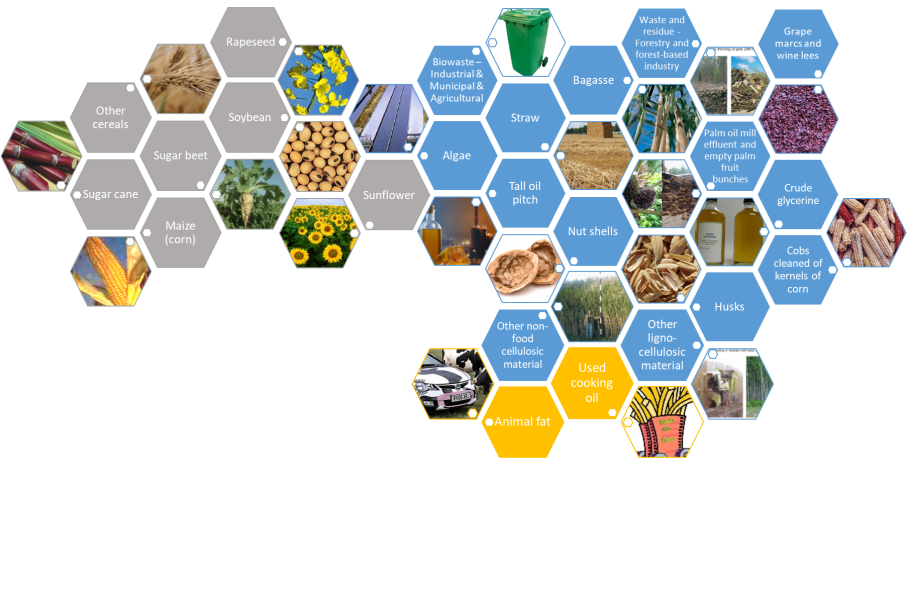 Rapeseed
Other
cereals
Soybean
Sugar beet
Sugar cane
Sunflower
Maize
(corn)
Biowaste –
Industrial &
Municipal &
Agricultural
Bagasse
Waste and
residue -
Forestry and
forest-based
industry
Grape
marcs and
wine lees
Straw
Algae
Palm oil mill
effluent and
empty palm
fruit
bunches
Tall oil
pitch
Crude
glycerine
Nut shells
Cobs
cleaned of
kernels of
corn
Husks
Other non-
food
cellulosic
material
Other
ligno-
cellulosic
material
Used
cooking
oil
Animal fat